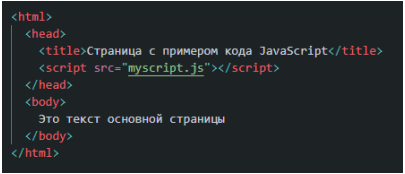 <html>
<head>
<title>Страница с примером кода JavaScript</title>
<script src="myscript.js"></script>
</head>
<body>
Это текст основной страницы
</body>
</html>